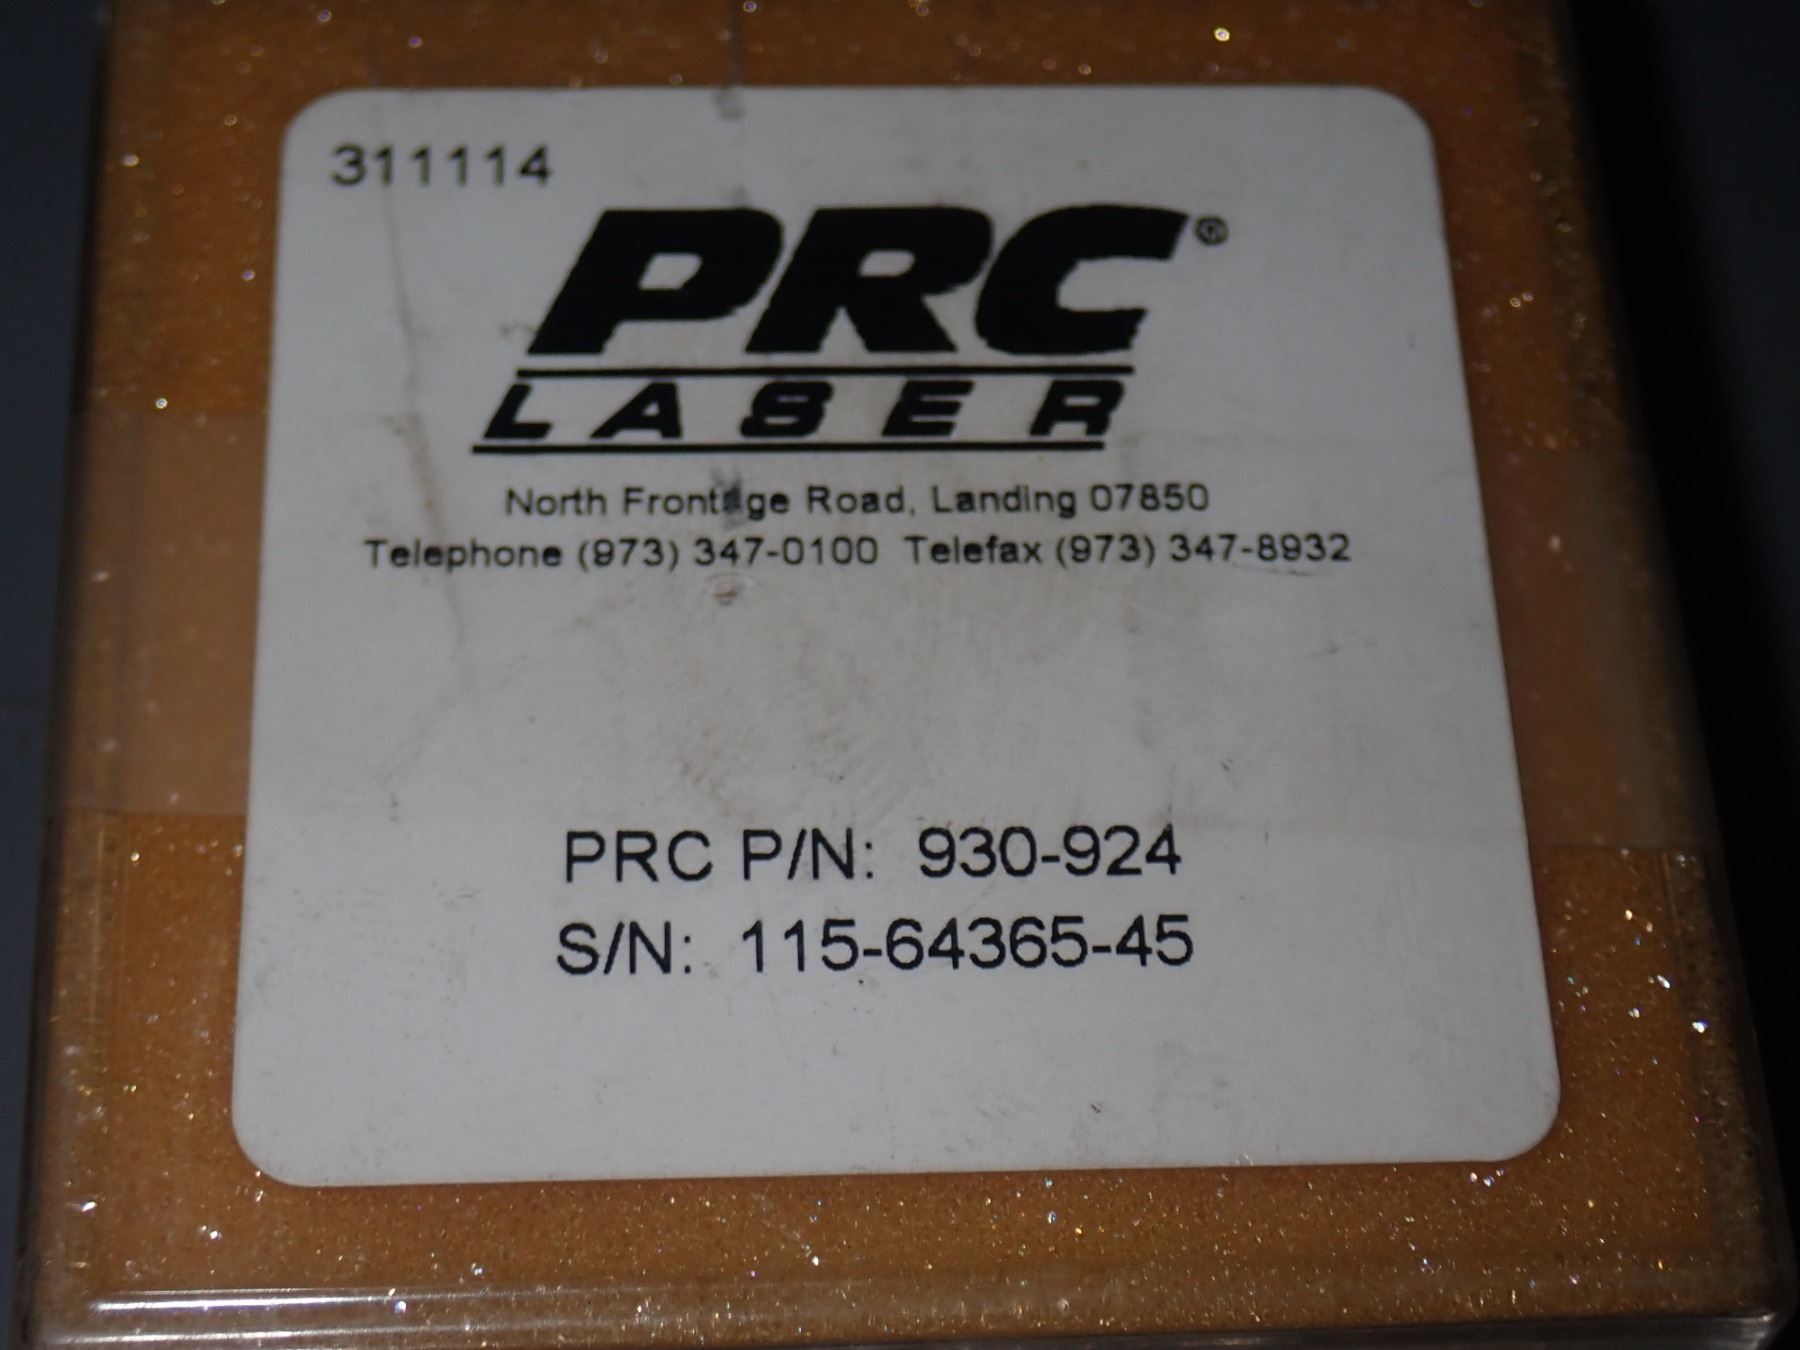 311114
PRC®
LASER
North Frontage Road, Landing 07850
Telephone (973) 347-0100 Telefax (973) 347-8932
PRC P/N: 930-924
S/N: 115-64365-45